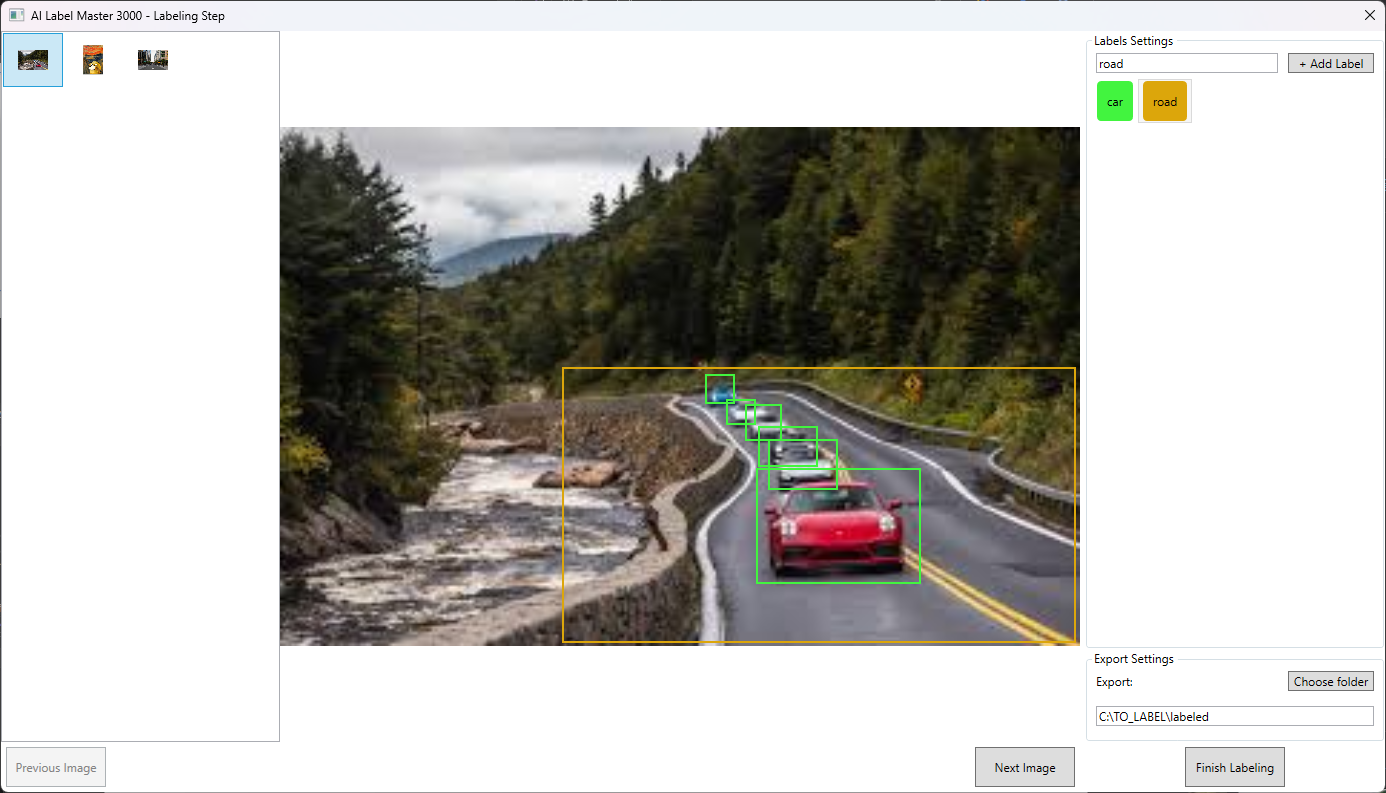 AI Label Master 3000 - Labeling Step
Labels Settings
road
+ Add Label
car
road
Export Settings
Export:
Choose folder
C:\TO_LABEL\labeled
Previous Image
Next Image
Finish Labeling